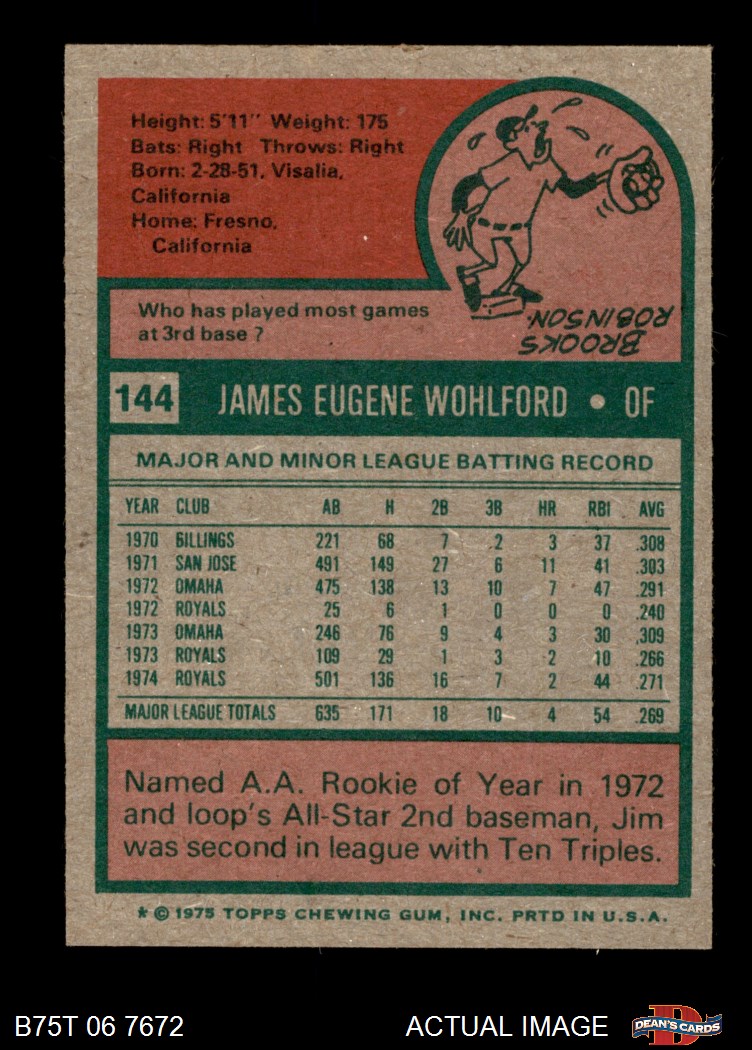 Height: 5'11" Weight: 175
Bats: Right Throws: Right
Born: 2-28-51, Visalia,
California
Home: Fresno,
California
Who has played most games
at 3rd base ?
BROOKS
ROBINSON
144 JAMES EUGENE WOHLFORD • OF
MAJOR AND MINOR LEAGUE BATTING RECORD
YEAR CLUB AB H 2B 3B HR RBI AVG
1970 BILLINGS 221 68 7 2 3 37 .308
1971 SAN JOSE 491 149 27 6 11 41 .303
1972 OMAHA 475 138 13 10 7 47 .291
1972 ROYALS 25 6 1 0 0 0 .240
1973 OMAHA 246 76 9 4 3 30 .309
1973 ROYALS 109 29 1 3 2 10 .266
1974 ROYALS 501 136 16 7 2 44 .271
MAJOR LEAGUE TOTALS 635 171 18 10 4 54 .269
Named A.A. Rookie of Year in 1972
and loop's All-Star 2nd baseman, Jim
was second in league with Ten Triples.
* © 1975 TOPPS CHEWING GUM, INC. PRTD IN U.S.A.
B75T 06 7672 ACTUAL IMAGE D DEAN'S CARDS